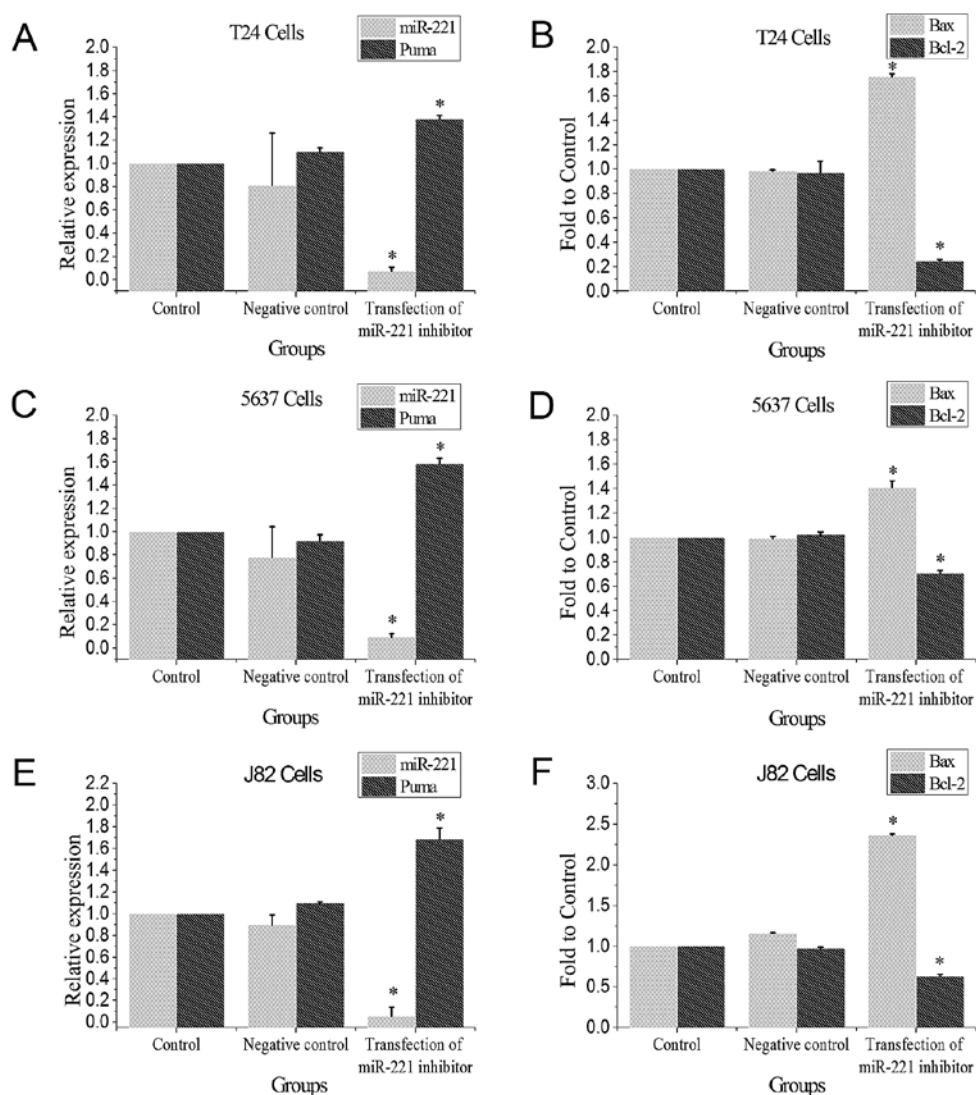 A
T24 Cells
miR-221
Puma
Relative expression
2.0
1.8
1.6
1.4
1.2
1.0
0.8
0.6
0.4
0.2
0.0
*
*
Control
Negative control
Transfection of
miR-221 inhibitor
Groups
B
T24 Cells
Bax
Bcl-2
Fold to Control
2.0
1.8
1.6
1.4
1.2
1.0
0.8
0.6
0.4
0.2
0.0
*
*
Control
Negative control
Transfection of
miR-221 inhibitor
Groups
C
5637 Cells
miR-221
Puma
Relative expression
2.0
1.8
1.6
1.4
1.2
1.0
0.8
0.6
0.4
0.2
0.0
*
*
Control
Negative control
Transfection of
miR-221 inhibitor
Groups
D
5637 Cells
Bax
Bcl-2
Fold to Control
2.0
1.8
1.6
1.4
1.2
1.0
0.8
0.6
0.4
0.2
0.0
*
*
Control
Negative control
Transfection of
miR-221 inhibitor
Groups
E
J82 Cells
miR-221
Puma
Relative expression
2.2
2.0
1.8
1.6
1.4
1.2
1.0
0.8
0.6
0.4
0.2
0.0
*
*
Control
Negative control
Transfection of
miR-221 inhibitor
Groups
F
J82 Cells
Bax
Bcl-2
Fold to Control
3.0
2.5
2.0
1.5
1.0
0.5
0.0
*
*
Control
Negative control
Transfection of
miR-221 inhibitor
Groups